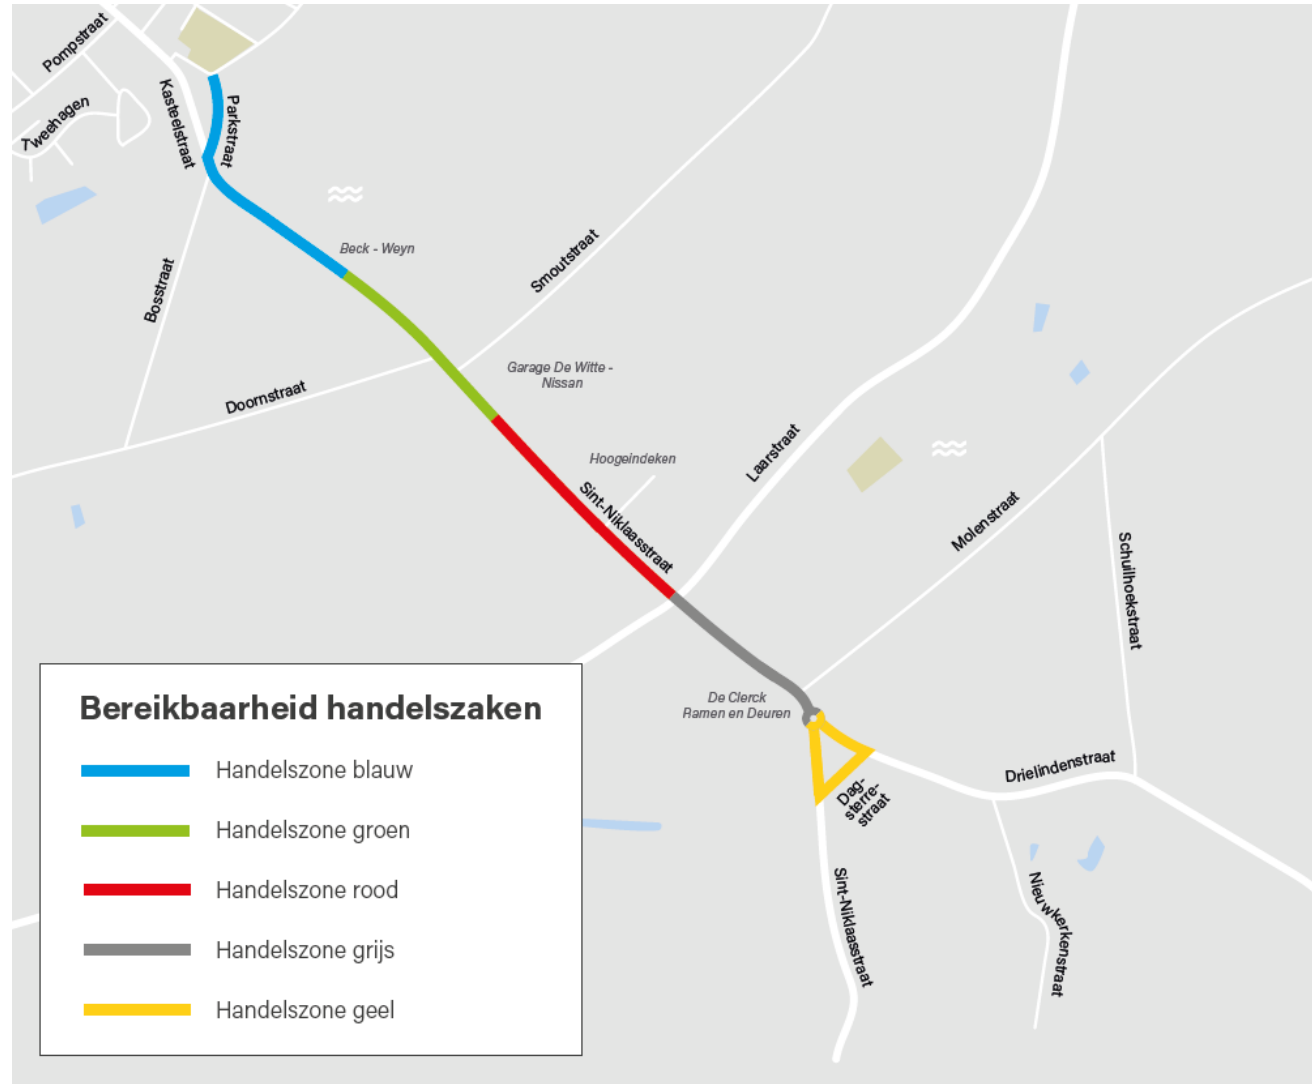 Pompstraat
Tweehagen
Kasteelstraat
Parkstraat
Beck - Weyn
Smoutstraat
Bosstraat
Garage De Witte -
Nissan
Doornstraat
Hoogeindeken
Laarstraat
Sint-Niklaasstraat
Molenstraat
Schuilhoekstraat
De Clerck
Ramen en Deuren
Drielindenstraat
Dag-
sterre-
straat
Sint-Niklaasstraat
Nieuwkerkenstraat
Bereikbaarheid handelszaken
Handelszone blauw
Handelszone groen
Handelszone rood
Handelszone grijs
Handelszone geel